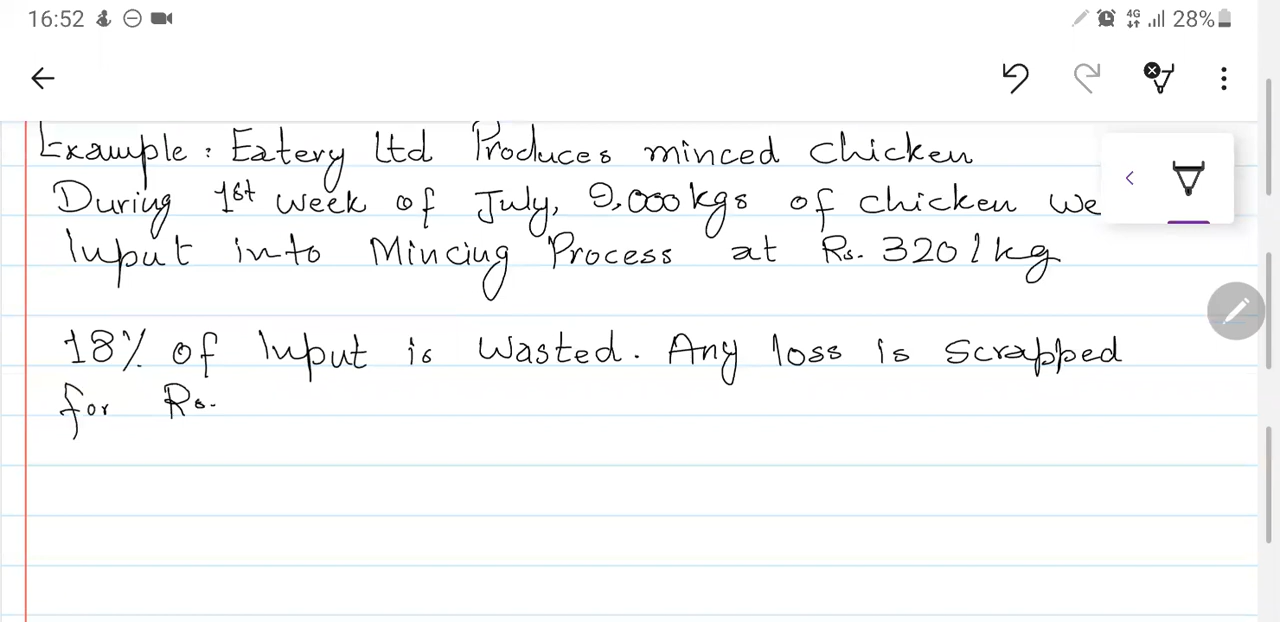 16:52 4G 28%
Example: Eatery Ltd Produces minced chicken
During 1st week of July, 9,000 kgs of chicken we
Input into Mincing Process at Rs. 320/kg
18% of Input is Wasted. Any loss is Scrapped
for Rs.